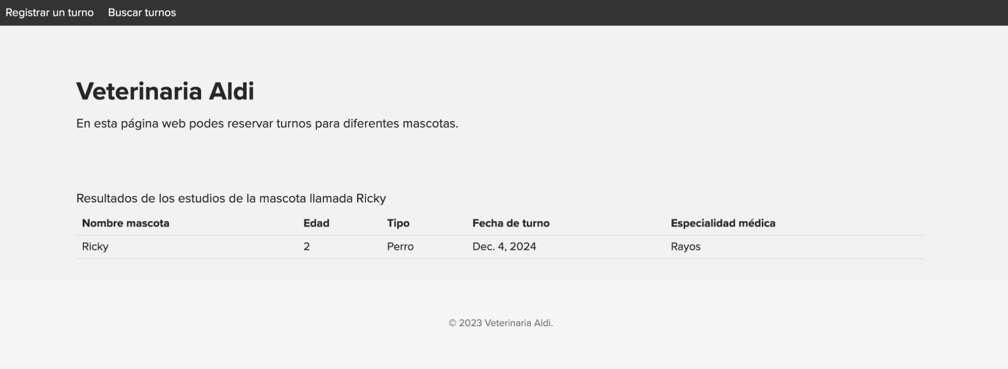 Registrar un turno Buscar turnos
Veterinaria Aldi
En esta página web podes reservar turnos para diferentes mascotas.
Resultados de los estudios de la mascota llamada Ricky
Nombre mascota Edad Tipo Fecha de turno Especialidad médica
Ricky 2 Perro Dec. 4, 2024 Rayos
© 2023 Veterinaria Aldi.